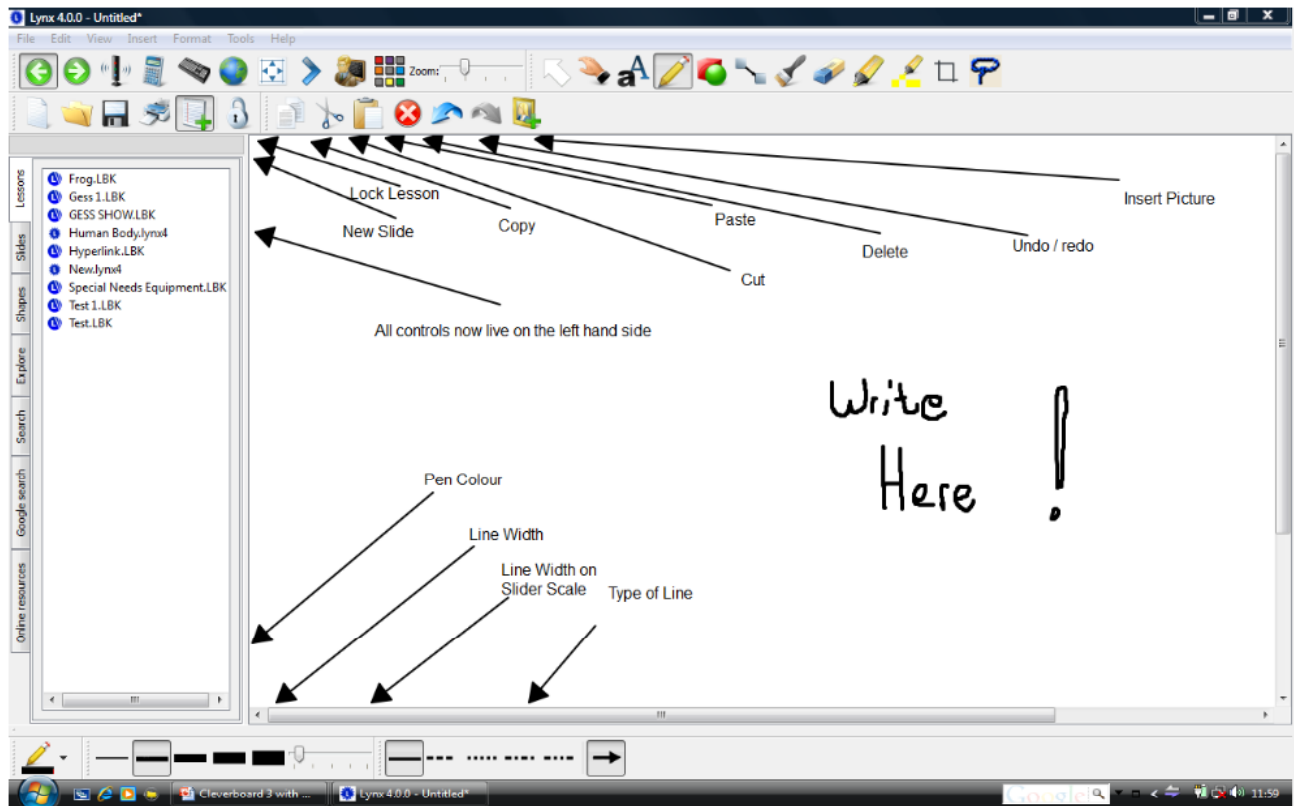 Lynx 4.0.0 - Untitled*
File Edit View Insert Format Tools Help
Zoom:
Lessons
Slides
Shapes
Explore
Search
Google search
Online resources
Frog.LBK
Gess 1.LBK
GESS SHOW.LBK
Human Body.lynx4
Hyperlink.LBK
New.lynx4
Special Needs Equipment.LBK
Test 1.LBK
Test.LBK
Lock Lesson
New Slide
Copy
Cut
Paste
Delete
Undo / redo
Insert Picture
All controls now live on the left hand side
Write
Here !
Pen Colour
Line Width
Line Width on
Slider Scale
Type of Line
Cleverboard 3 with ...
Lynx 4.0.0 - Untitled*
Google
11:59